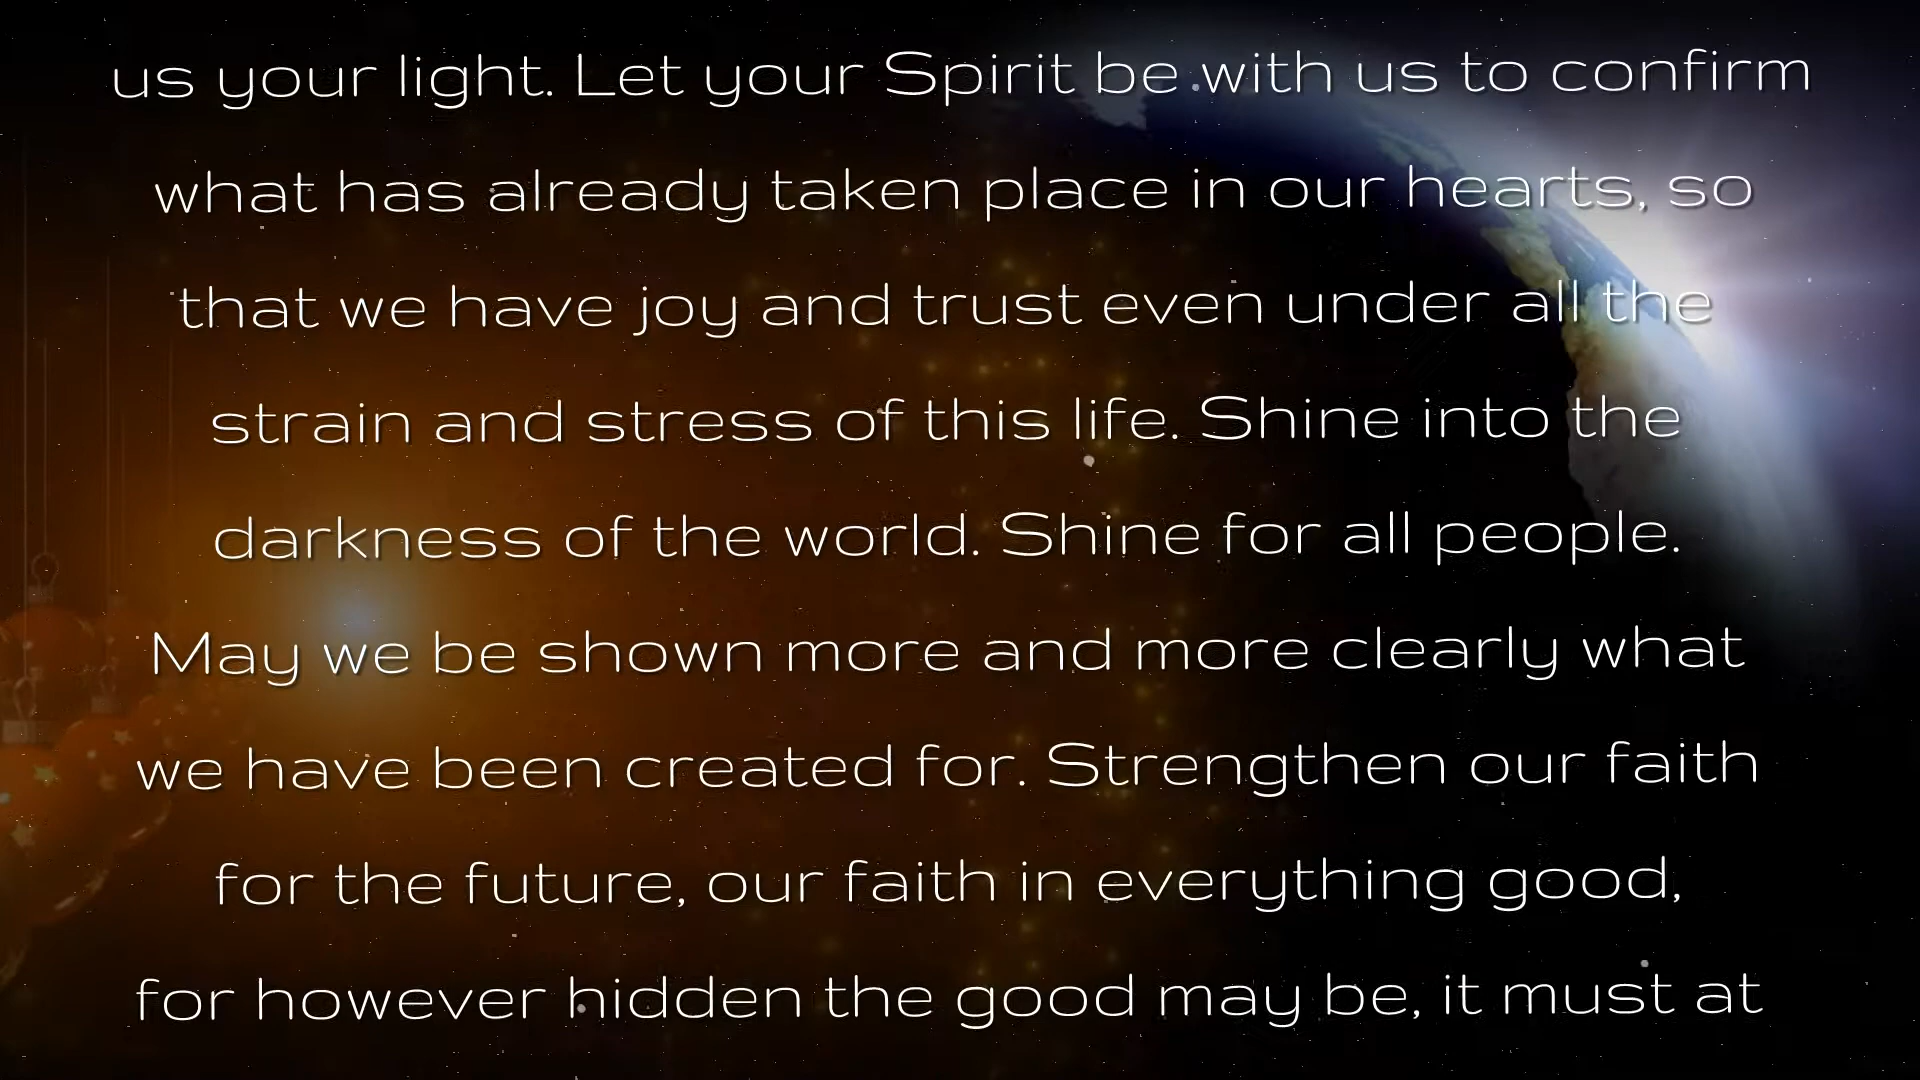 us your light. Let your Spirit be with us to confirm
what has already taken place in our hearts, so
that we have joy and trust even under all the
strain and stress of this life. Shine into the
darkness of the world. Shine for all people.
May we be shown more and more clearly what
we have been created for. Strengthen our faith
for the future, our faith in everything good,
for however hidden the good may be, it must at